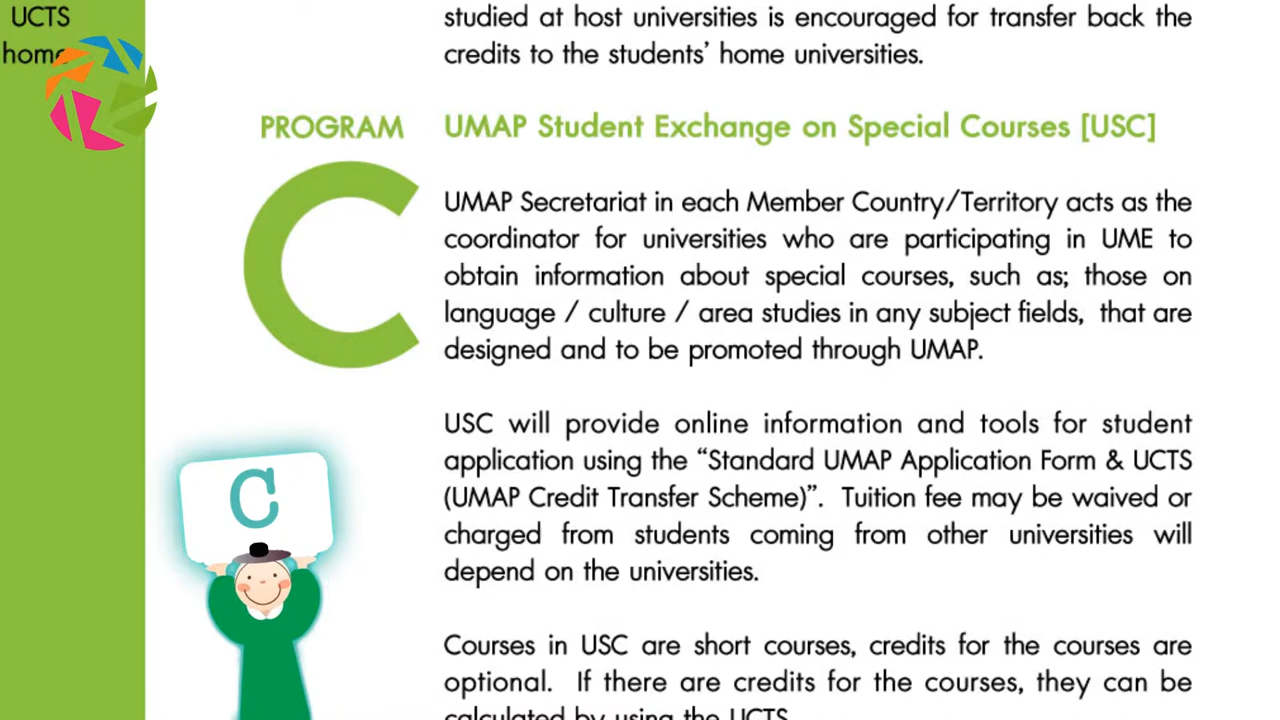 UCTS
home
studied at host universities is encouraged for transfer back the
credits to the students’ home universities.
PROGRAM
C
UMAP Student Exchange on Special Courses [USC]
UMAP Secretariat in each Member Country/Territory acts as the
coordinator for universities who are participating in UME to
obtain information about special courses, such as; those on
language / culture / area studies in any subject fields, that are
designed and to be promoted through UMAP.
USC will provide online information and tools for student
application using the “Standard UMAP Application Form & UCTS
(UMAP Credit Transfer Scheme)”. Tuition fee may be waived or
charged from students coming from other universities will
depend on the universities.
C
Courses in USC are short courses, credits for the courses are
optional. If there are credits for the courses, they can be
calculated by using the UCTS.